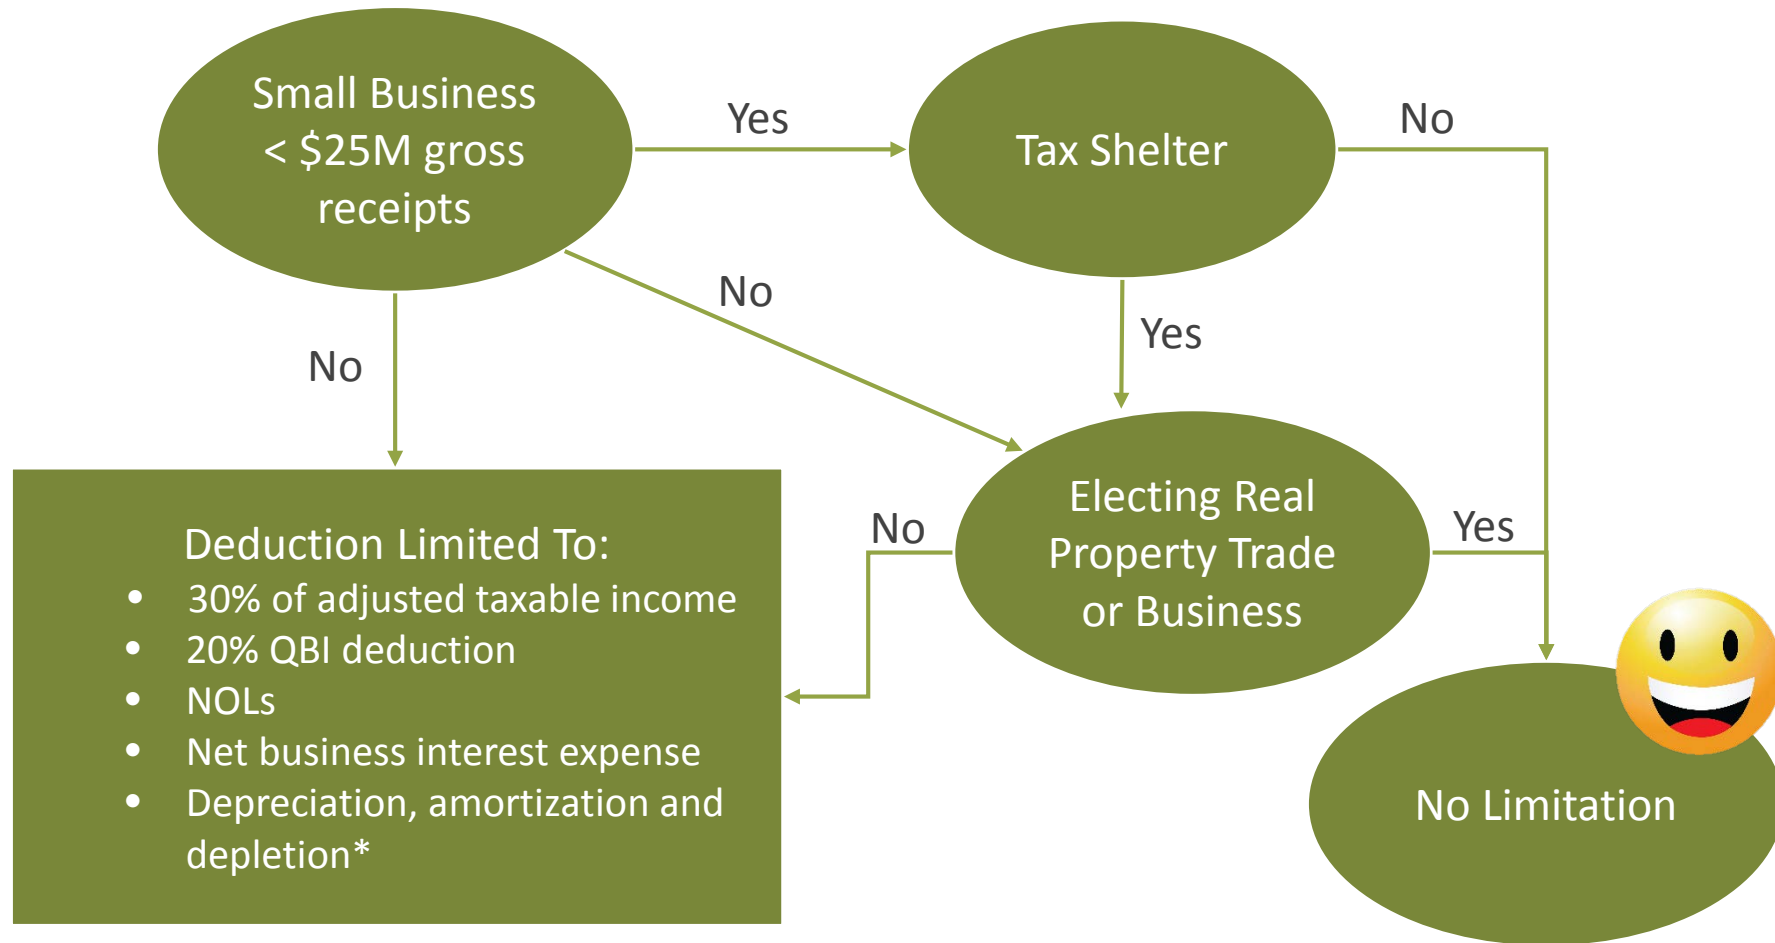 Small Business
< $25M gross
receipts
Yes
Tax Shelter
No
No
Yes
No
Electing Real
Property Trade
or Business
No
Yes
Deduction Limited To:
• 30% of adjusted taxable income
• 20% QBI deduction
• NOLs
• Net business interest expense
• Depreciation, amortization and
depletion*
No Limitation